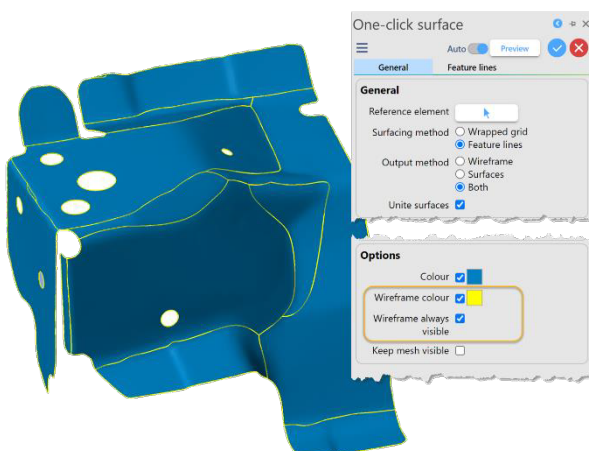 One-click surface
Auto Preview
General Feature lines
General
Reference element
Surfacing method Wrapped grid
Feature lines
Output method Wireframe
Surfaces
Both
Unite surfaces
Options
Colour
Wireframe colour
Wireframe always
visible
Keep mesh visible